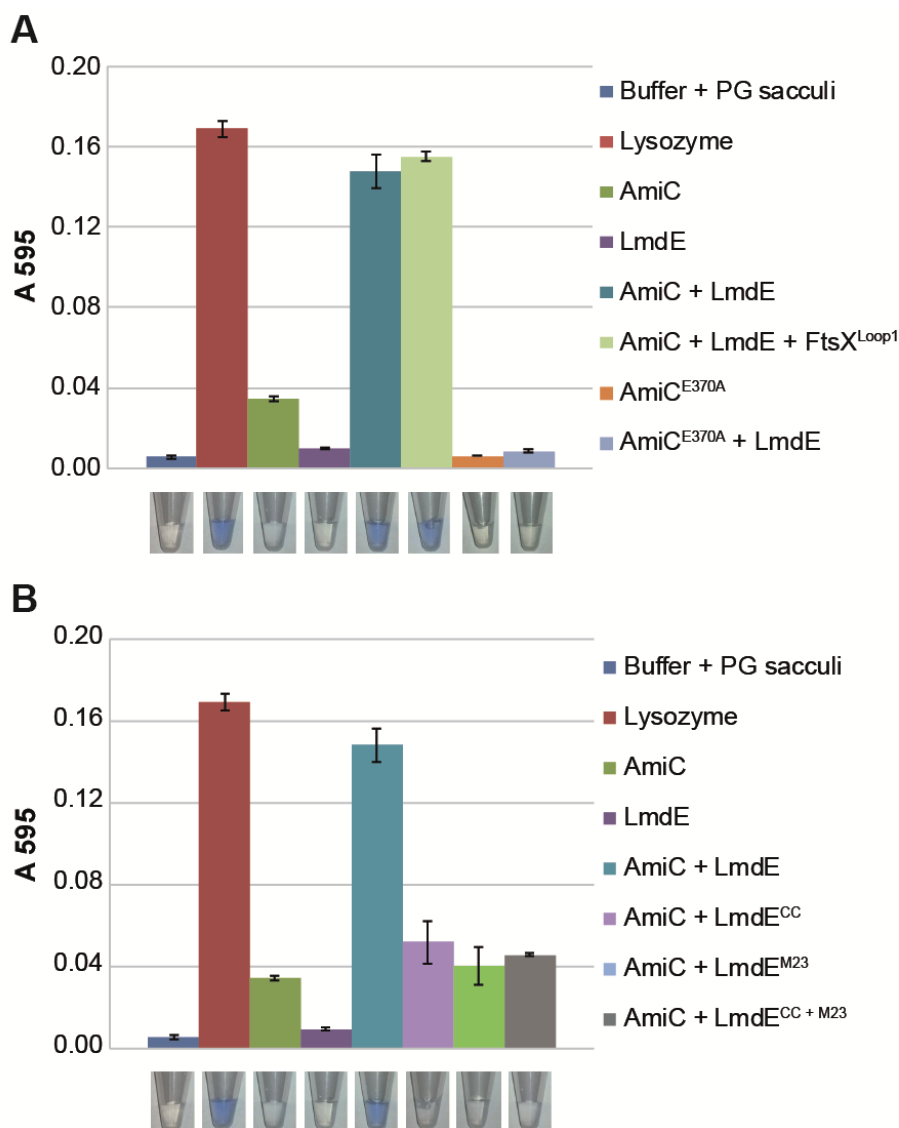 A
0.20
0.16
0.12
0.08
0.04
0.00
A 595
Buffer + PG sacculi
Lysozyme
AmiC
LmdE
AmiC + LmdE
AmiC + LmdE + FtsX^Loop1
AmiC^E370A
AmiC^E370A + LmdE
B
0.20
0.16
0.12
0.08
0.04
0.00
A 595
Buffer + PG sacculi
Lysozyme
AmiC
LmdE
AmiC + LmdE
AmiC + LmdE^CC
AmiC + LmdE^M23
AmiC + LmdE^CC + M23